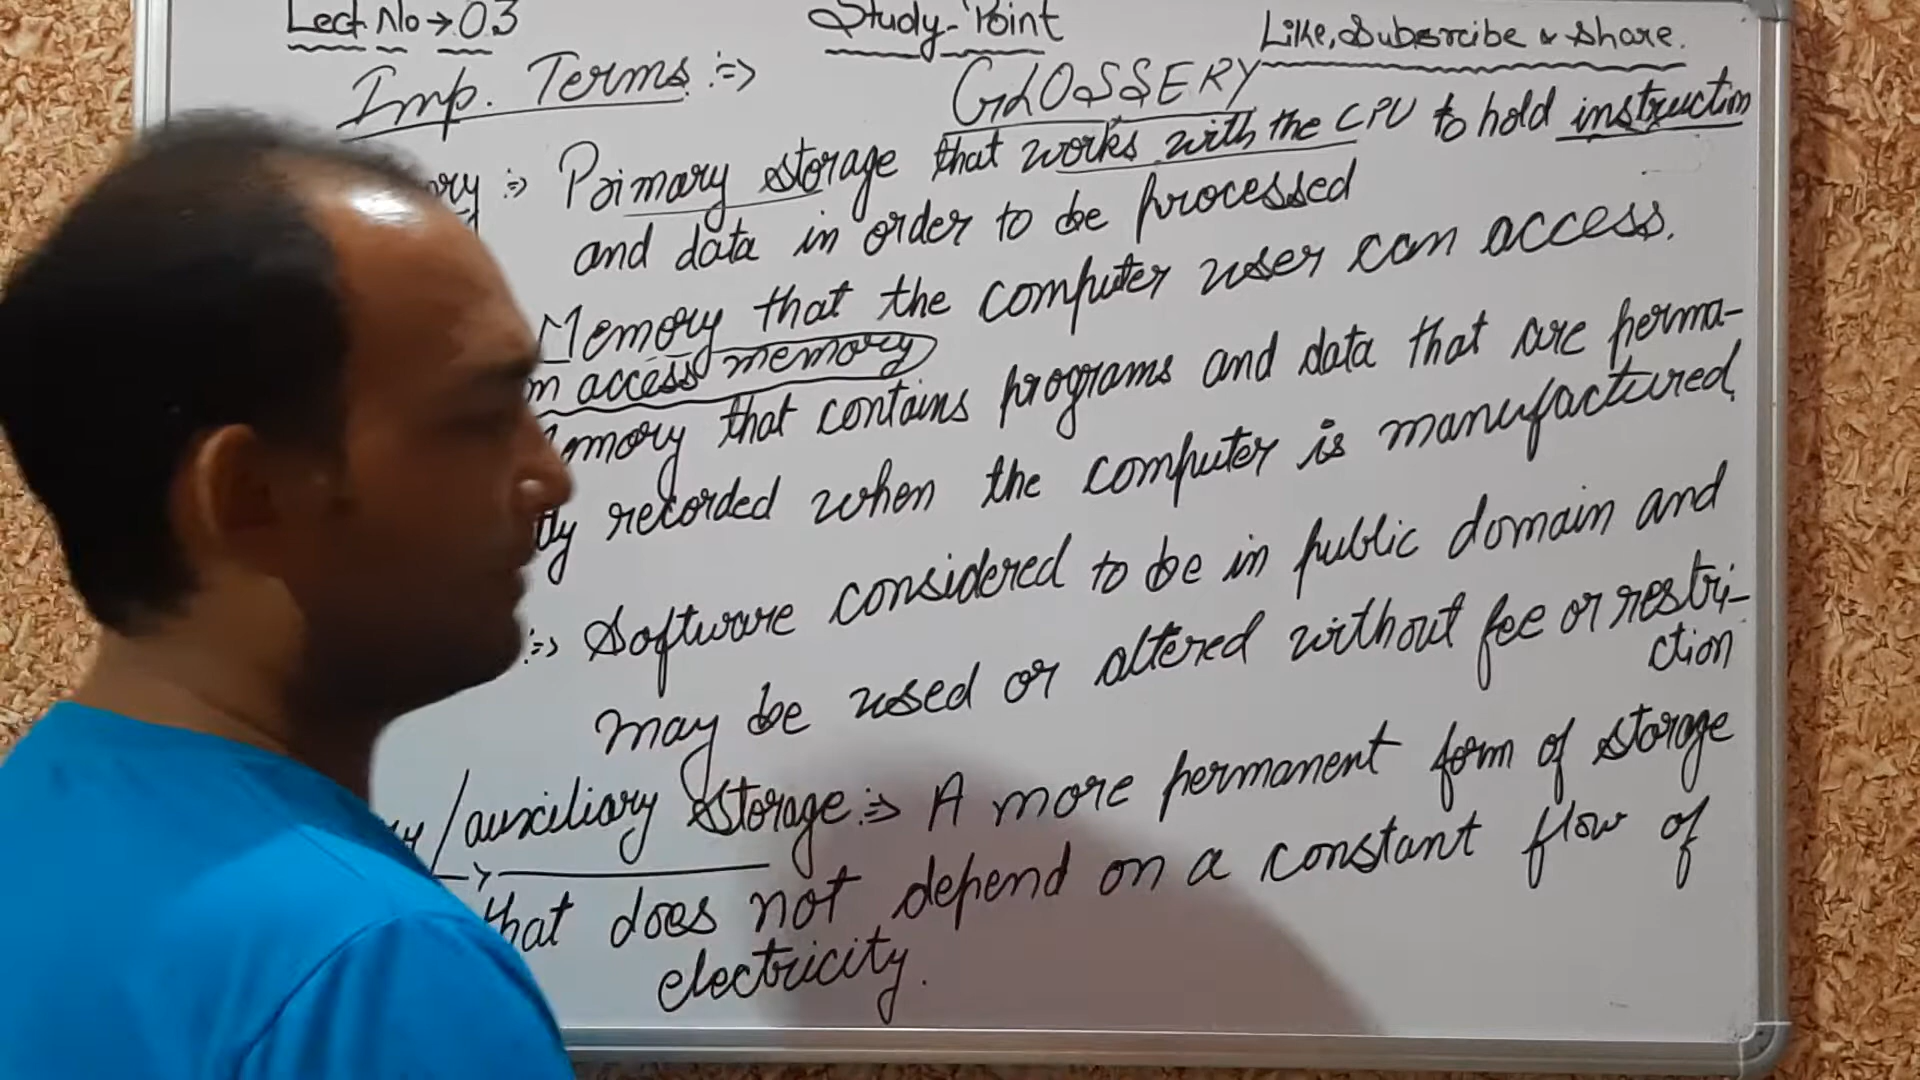 Lect No → 03
Study-Point
Like, Subsrcibe & Share.
Imp. Terms :⇒
GLOSSERY
ory :⇒ Primary storage that works with the CPU to hold instruction
and data in order to be processed
Memory that the computer user can access.
m access memory
emory that contains programs and data that are perma-
tly recorded when the computer is manufactured.
:⇒ Software considered to be in public domain and
may be used or altered without fee or restri-
ction
ry/auxiliary storage :⇒ A more permanent form of storage
that does not depend on a constant flow of
electricity.